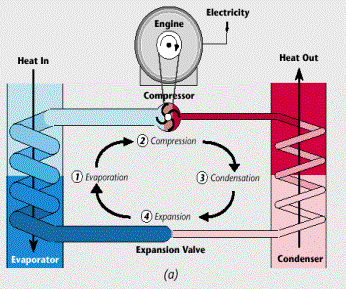 Electricity
Engine
Heat In
Heat Out
Compressor
2 Compression
1 Evaporation
3 Condensation
4 Expansion
Expansion Valve
Evaporator
Condenser
(a)